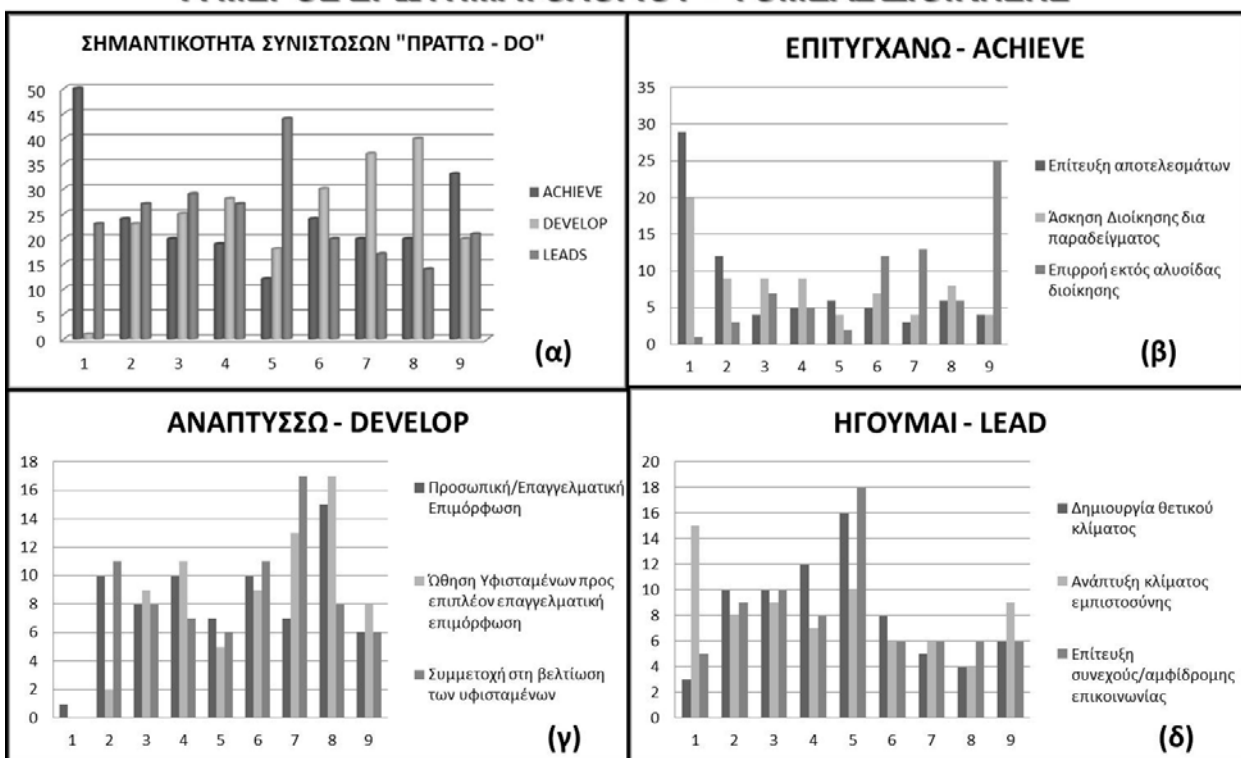 ΣΗΜΑΝΤΙΚΟΤΗΤΑ ΣΥΝΙΣΤΩΣΩΝ "ΠΡΑΤΤΩ - DO"
50
45
40
35
30
25
20
15
10
5
0
1 2 3 4 5 6 7 8 9
ACHIEVE
DEVELOP
LEADS
(α)
ΕΠΙΤΥΓΧΑΝΩ - ACHIEVE
35
30
25
20
15
10
5
0
1 2 3 4 5 6 7 8 9
Επίτευξη αποτελεσμάτων
Άσκηση Διοίκησης δια
παραδείγματος
Επιρροή εκτός αλυσίδας
διοίκησης
(β)
ΑΝΑΠΤΥΣΣΩ - DEVELOP
18
16
14
12
10
8
6
4
2
0
1 2 3 4 5 6 7 8 9
Προσωπική/Επαγγελματική
Επιμόρφωση
Ώθηση Υφισταμένων προς
επιπλέον επαγγελματική
επιμόρφωση
Συμμετοχή στη βελτίωση
των υφισταμένων
(γ)
ΗΓΟΥΜΑΙ - LEAD
20
18
16
14
12
10
8
6
4
2
0
1 2 3 4 5 6 7 8 9
Δημιουργία θετικού
κλίματος
Ανάπτυξη κλίματος
εμπιστοσύνης
Επίτευξη
συνεχούς/αμφίδρομης
επικοινωνίας
(δ)